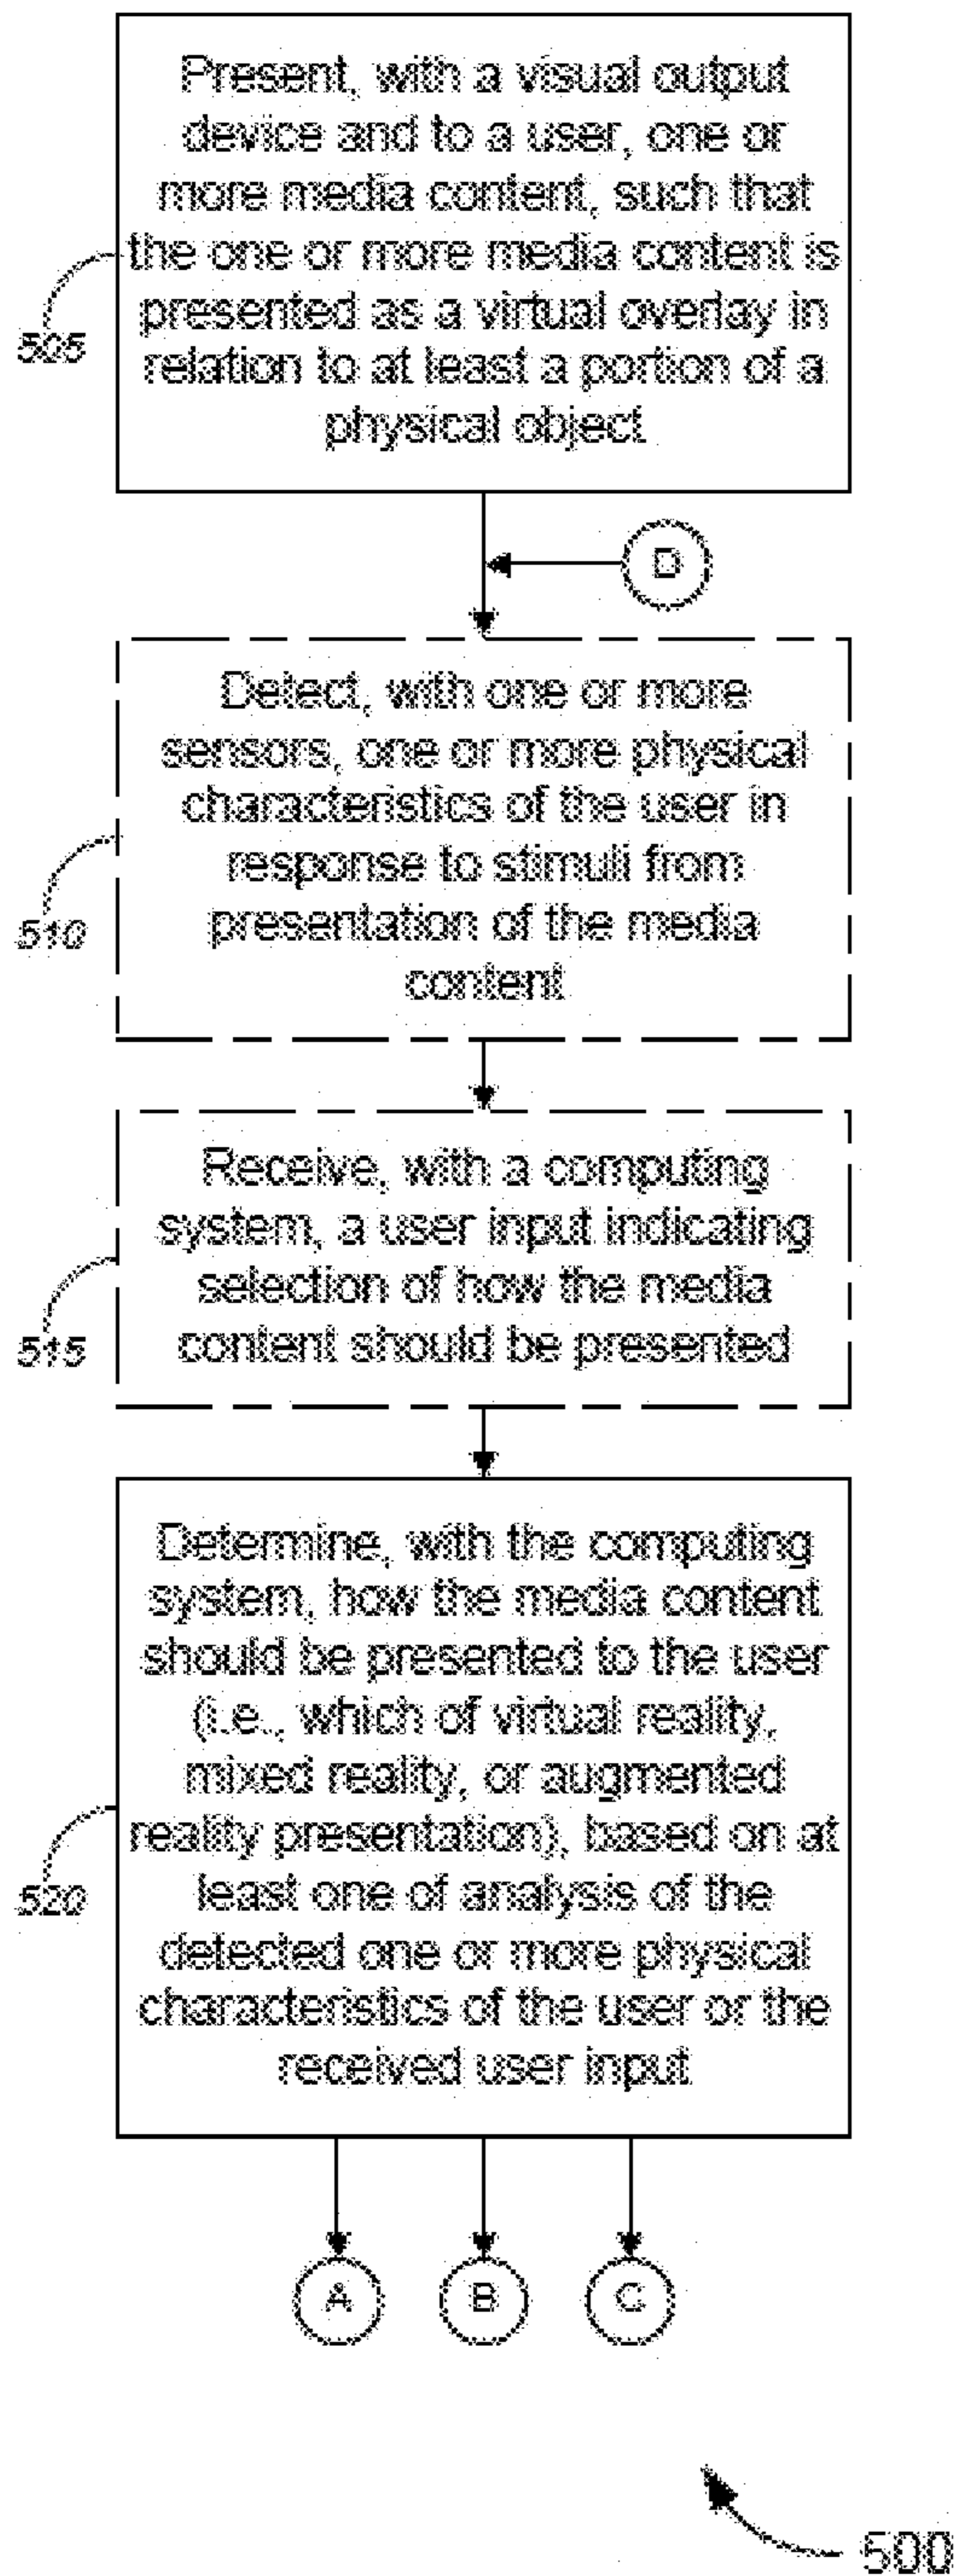 Present, with a visual output
device and to a user, one or
more media content, such that
the one or more media content is
presented as a virtual overlay in
relation to at least a portion of a
physical object
505
D
Detect, with one or more
sensors, one or more physical
characteristics of the user in
response to stimuli from
presentation of the media
content
510
Receive, with a computing
system, a user input indicating
selection of how the media
content should be presented
515
Determine, with the computing
system, how the media content
should be presented to the user
(i.e., which of virtual reality,
mixed reality, or augmented
reality presentation), based on at
least one of analysis of the
detected one or more physical
characteristics of the user or the
received user input
520
A
B
C
500